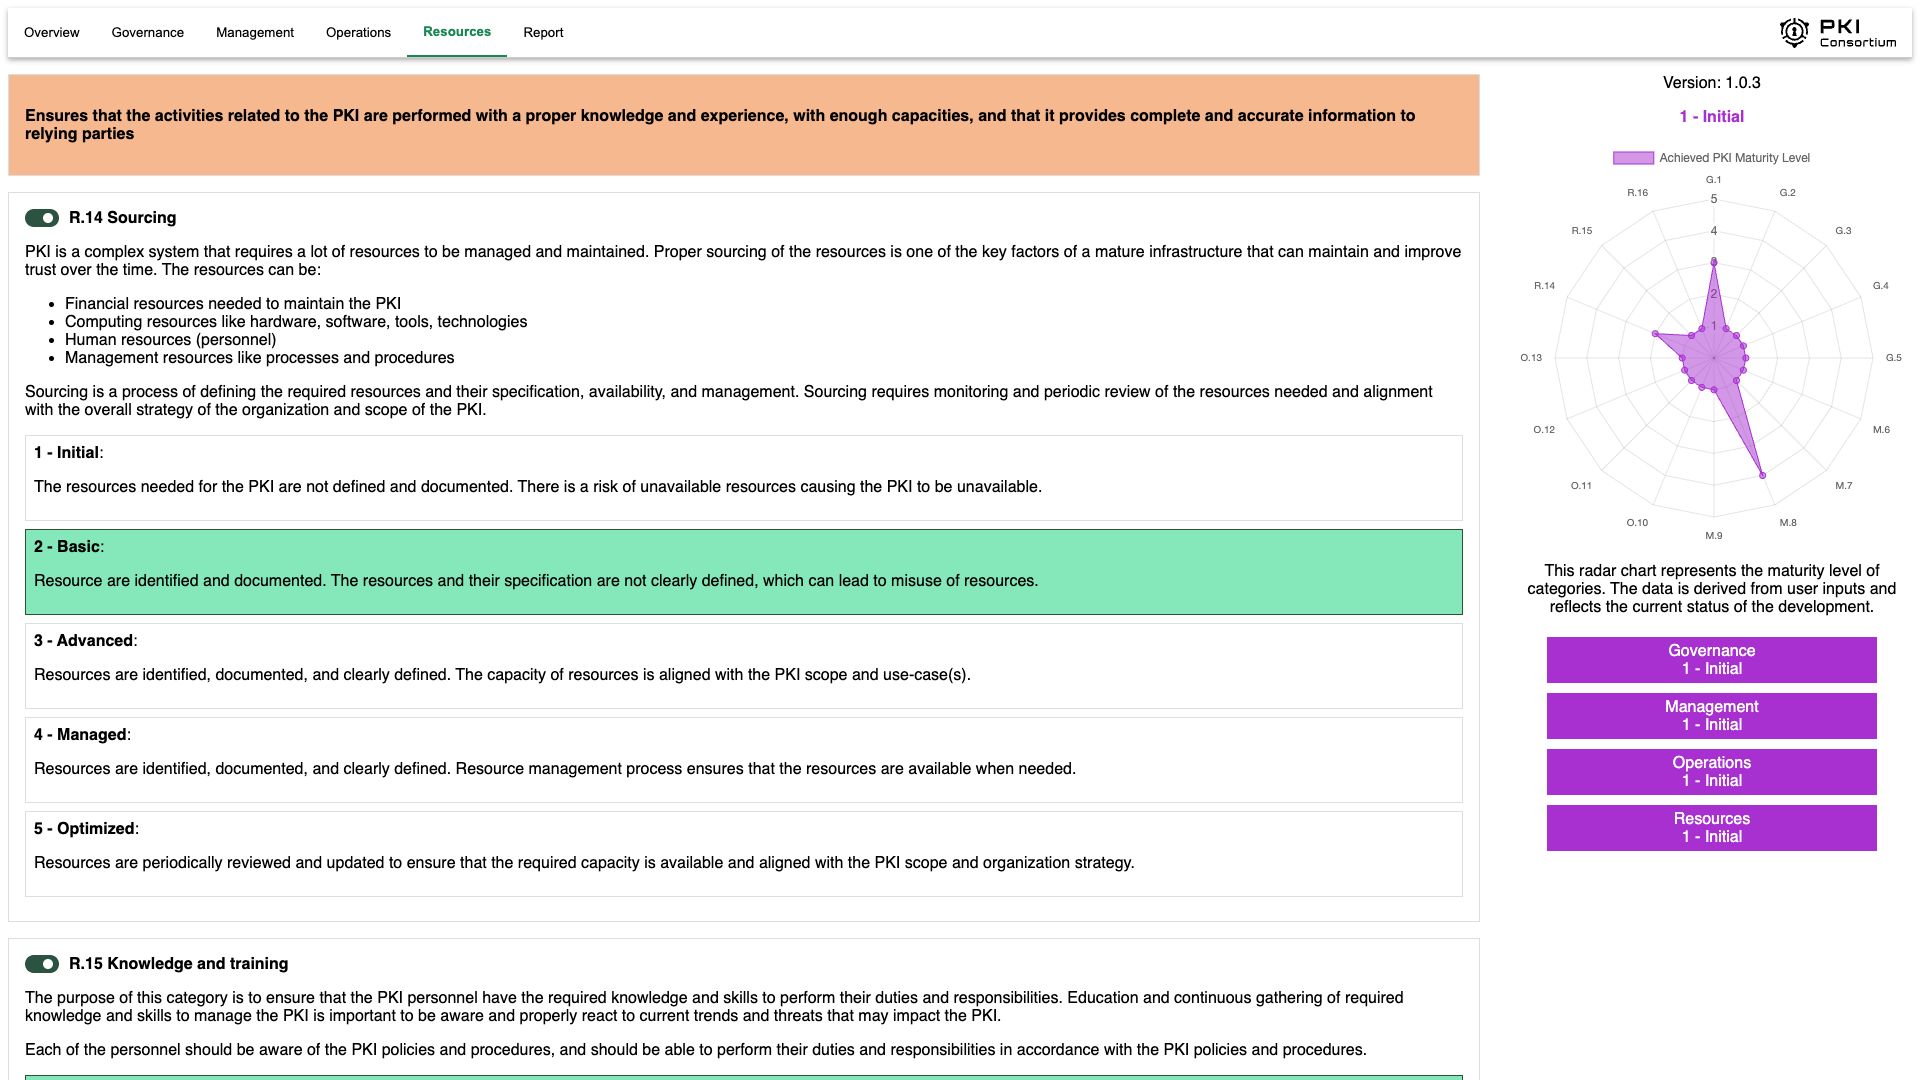 Overview Governance Management Operations Resources Report
PKI
Consortium
Ensures that the activities related to the PKI are performed with a proper knowledge and experience, with enough capacities, and that it provides complete and accurate information to
relying parties
R.14 Sourcing
PKI is a complex system that requires a lot of resources to be managed and maintained. Proper sourcing of the resources is one of the key factors of a mature infrastructure that can maintain and improve
trust over the time. The resources can be:
• Financial resources needed to maintain the PKI
• Computing resources like hardware, software, tools, technologies
• Human resources (personnel)
• Management resources like processes and procedures
Sourcing is a process of defining the required resources and their specification, availability, and management. Sourcing requires monitoring and periodic review of the resources needed and alignment
with the overall strategy of the organization and scope of the PKI.
1 - Initial:
The resources needed for the PKI are not defined and documented. There is a risk of unavailable resources causing the PKI to be unavailable.
2 - Basic:
Resource are identified and documented. The resources and their specification are not clearly defined, which can lead to misuse of resources.
3 - Advanced:
Resources are identified, documented, and clearly defined. The capacity of resources is aligned with the PKI scope and use-case(s).
4 - Managed:
Resources are identified, documented, and clearly defined. Resource management process ensures that the resources are available when needed.
5 - Optimized:
Resources are periodically reviewed and updated to ensure that the required capacity is available and aligned with the PKI scope and organization strategy.
R.15 Knowledge and training
The purpose of this category is to ensure that the PKI personnel have the required knowledge and skills to perform their duties and responsibilities. Education and continuous gathering of required
knowledge and skills to manage the PKI is important to be aware and properly react to current trends and threats that may impact the PKI.
Each of the personnel should be aware of the PKI policies and procedures, and should be able to perform their duties and responsibilities in accordance with the PKI policies and procedures.
Version: 1.0.3
1 - Initial
Achieved PKI Maturity Level
G.1
R.16 G.2
5
R.15 4 G.3
3
R.14 G.4
2
1
O.13 G.5
O.12 M.6
O.11 M.7
O.10 M.8
M.9
This radar chart represents the maturity level of
categories. The data is derived from user inputs and
reflects the current status of the development.
Governance
1 - Initial
Management
1 - Initial
Operations
1 - Initial
Resources
1 - Initial